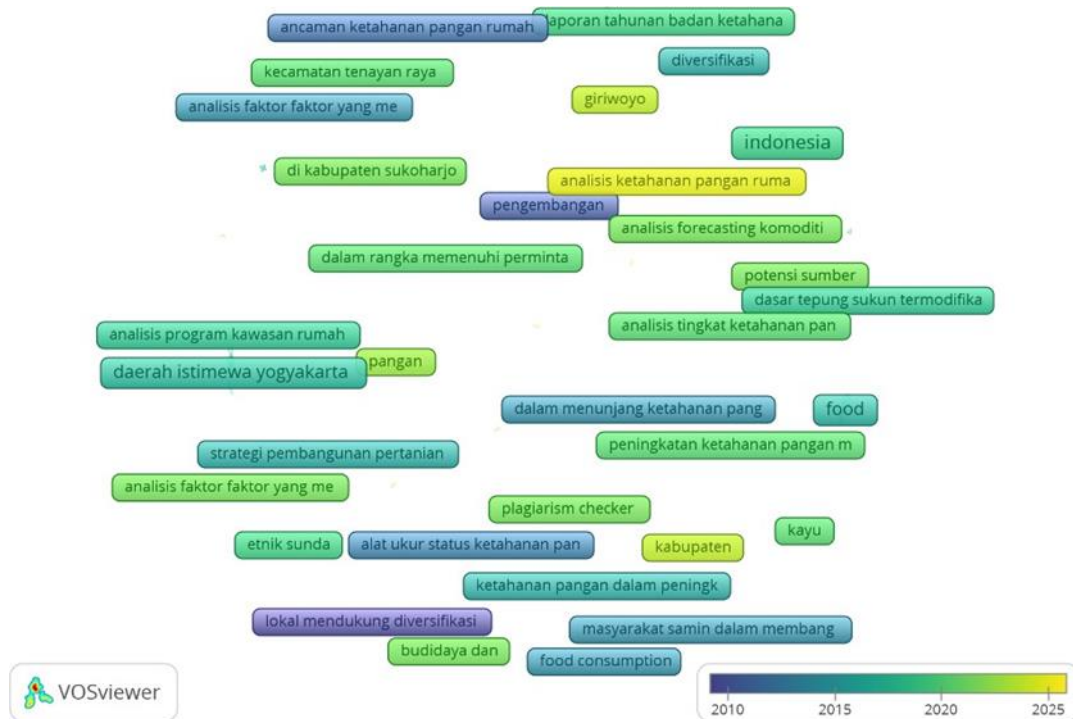 ancaman ketahanan pangan rumah
laporan tahunan badan ketahana
diversifikasi
kecamatan tenayan raya
giriwoyo
analisis faktor faktor yang me
indonesia
di kabupaten sukoharjo
analisis ketahanan pangan ruma
pengembangan
analisis forecasting komoditi
dalam rangka memenuhi perminta
potensi sumber
dasar tepung sukun termodifika
analisis tingkat ketahanan pan
analisis program kawasan rumah
pangan
daerah istimewa yogyakarta
dalam menunjang ketahanan pang
food
peningkatan ketahanan pangan m
strategi pembangunan pertanian
analisis faktor faktor yang me
plagiarism checker
kayu
etnik sunda
alat ukur status ketahanan pan
kabupaten
ketahanan pangan dalam peningk
lokal mendukung diversifikasi
masyarakat samin dalam membang
budidaya dan
food consumption
VOSviewer
2010 2015 2020 2025